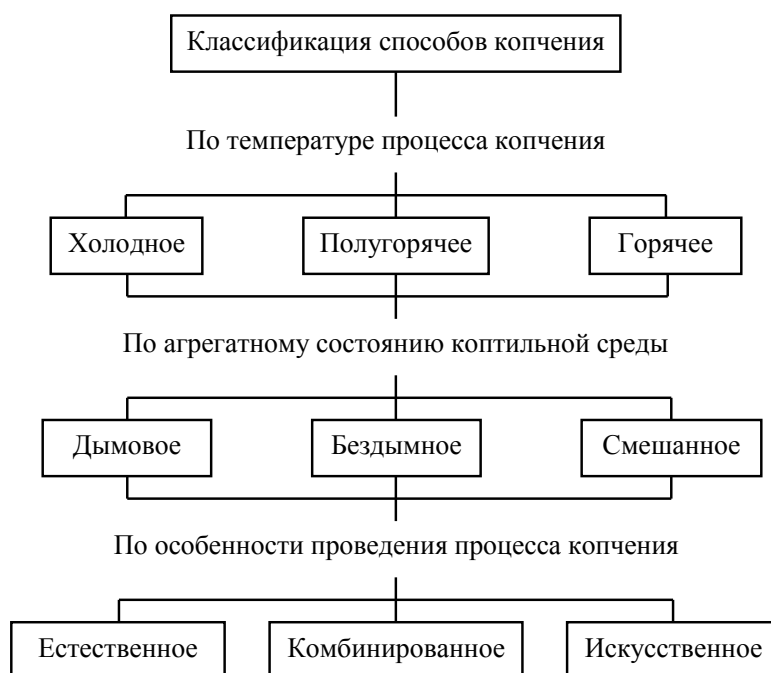 Классификация способов копчения
По температуре процесса копчения
Холодное
Полугорячее
Горячее
По агрегатному состоянию коптильной среды
Дымовое
Бездымное
Смешанное
По особенности проведения процесса копчения
Естественное
Комбинированное
Искусственное